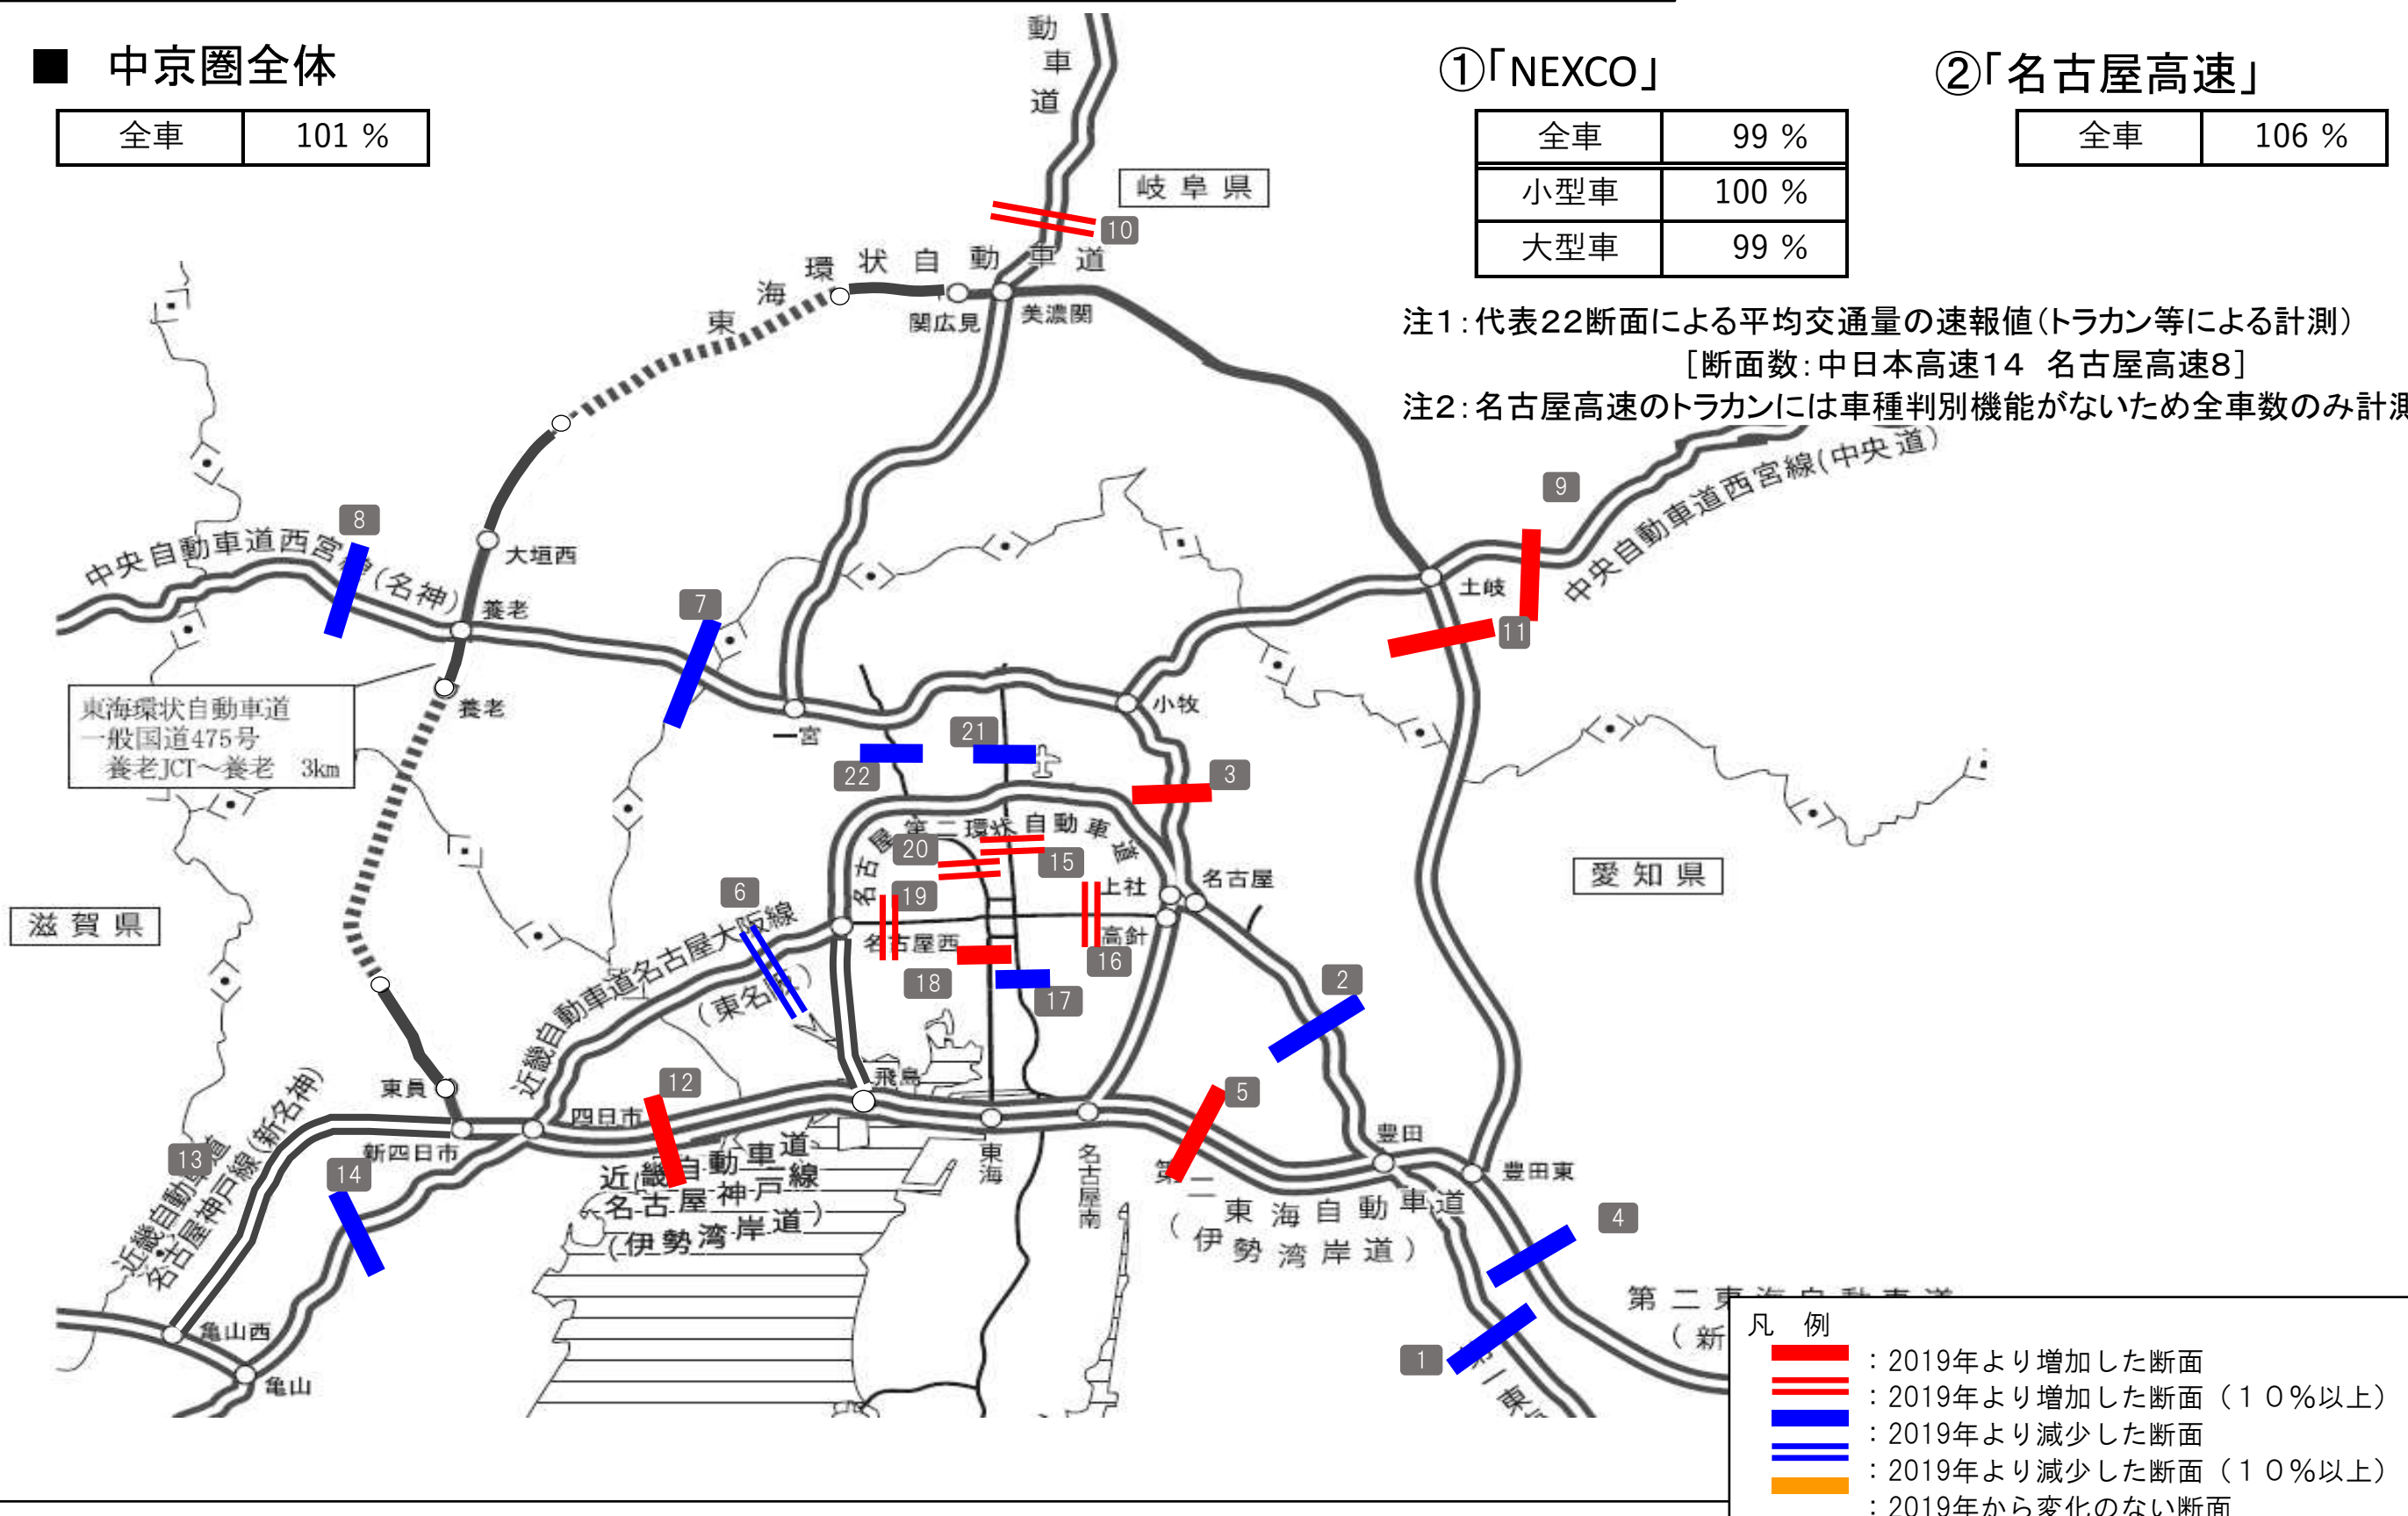 ■ 中京圏全体
全車 101 %
①「NEXCO」
全車 99 %
小型車 100 %
大型車 99 %
②「名古屋高速」
全車 106 %
注1：代表22断面による平均交通量の速報値（トラカン等による計測）
［断面数：中日本高速14 名古屋高速8］
注2：名古屋高速のトラカンには車種判別機能がないため全車数のみ計測
動車道
岐阜県
10
東海環状自動車道
関広見
美濃関
9
中央自動車道西宮線(中央道)
8
中央自動車道西宮線(名神)
大垣西
養老
7
土岐
11
養老
東海環状自動車道
一般国道475号
養老JCT～養老 3km
一宮
小牧
21
22
3
名古屋第二環状自動車道
20
15
上社
名古屋
愛知県
19
6
滋賀県
名古屋西
高針
16
18
17
2
近畿自動車道名古屋大阪線
(東名阪)
飛島
東員
12
四日市
5
新四日市
13
14
近畿自動車道
名古屋神戸線(新名神)
近畿自動車道
名古屋神戸線
(伊勢湾岸道)
東海
名古屋南
豊田
豊田東
第二東海自動車道
(伊勢湾岸道)
4
第二東海自動車道
(新
1
第一東
亀山西
亀山
凡 例
：2019年より増加した断面
：2019年より増加した断面（１０％以上）
：2019年より減少した断面
：2019年より減少した断面（１０％以上）
：2019年から変化のない断面